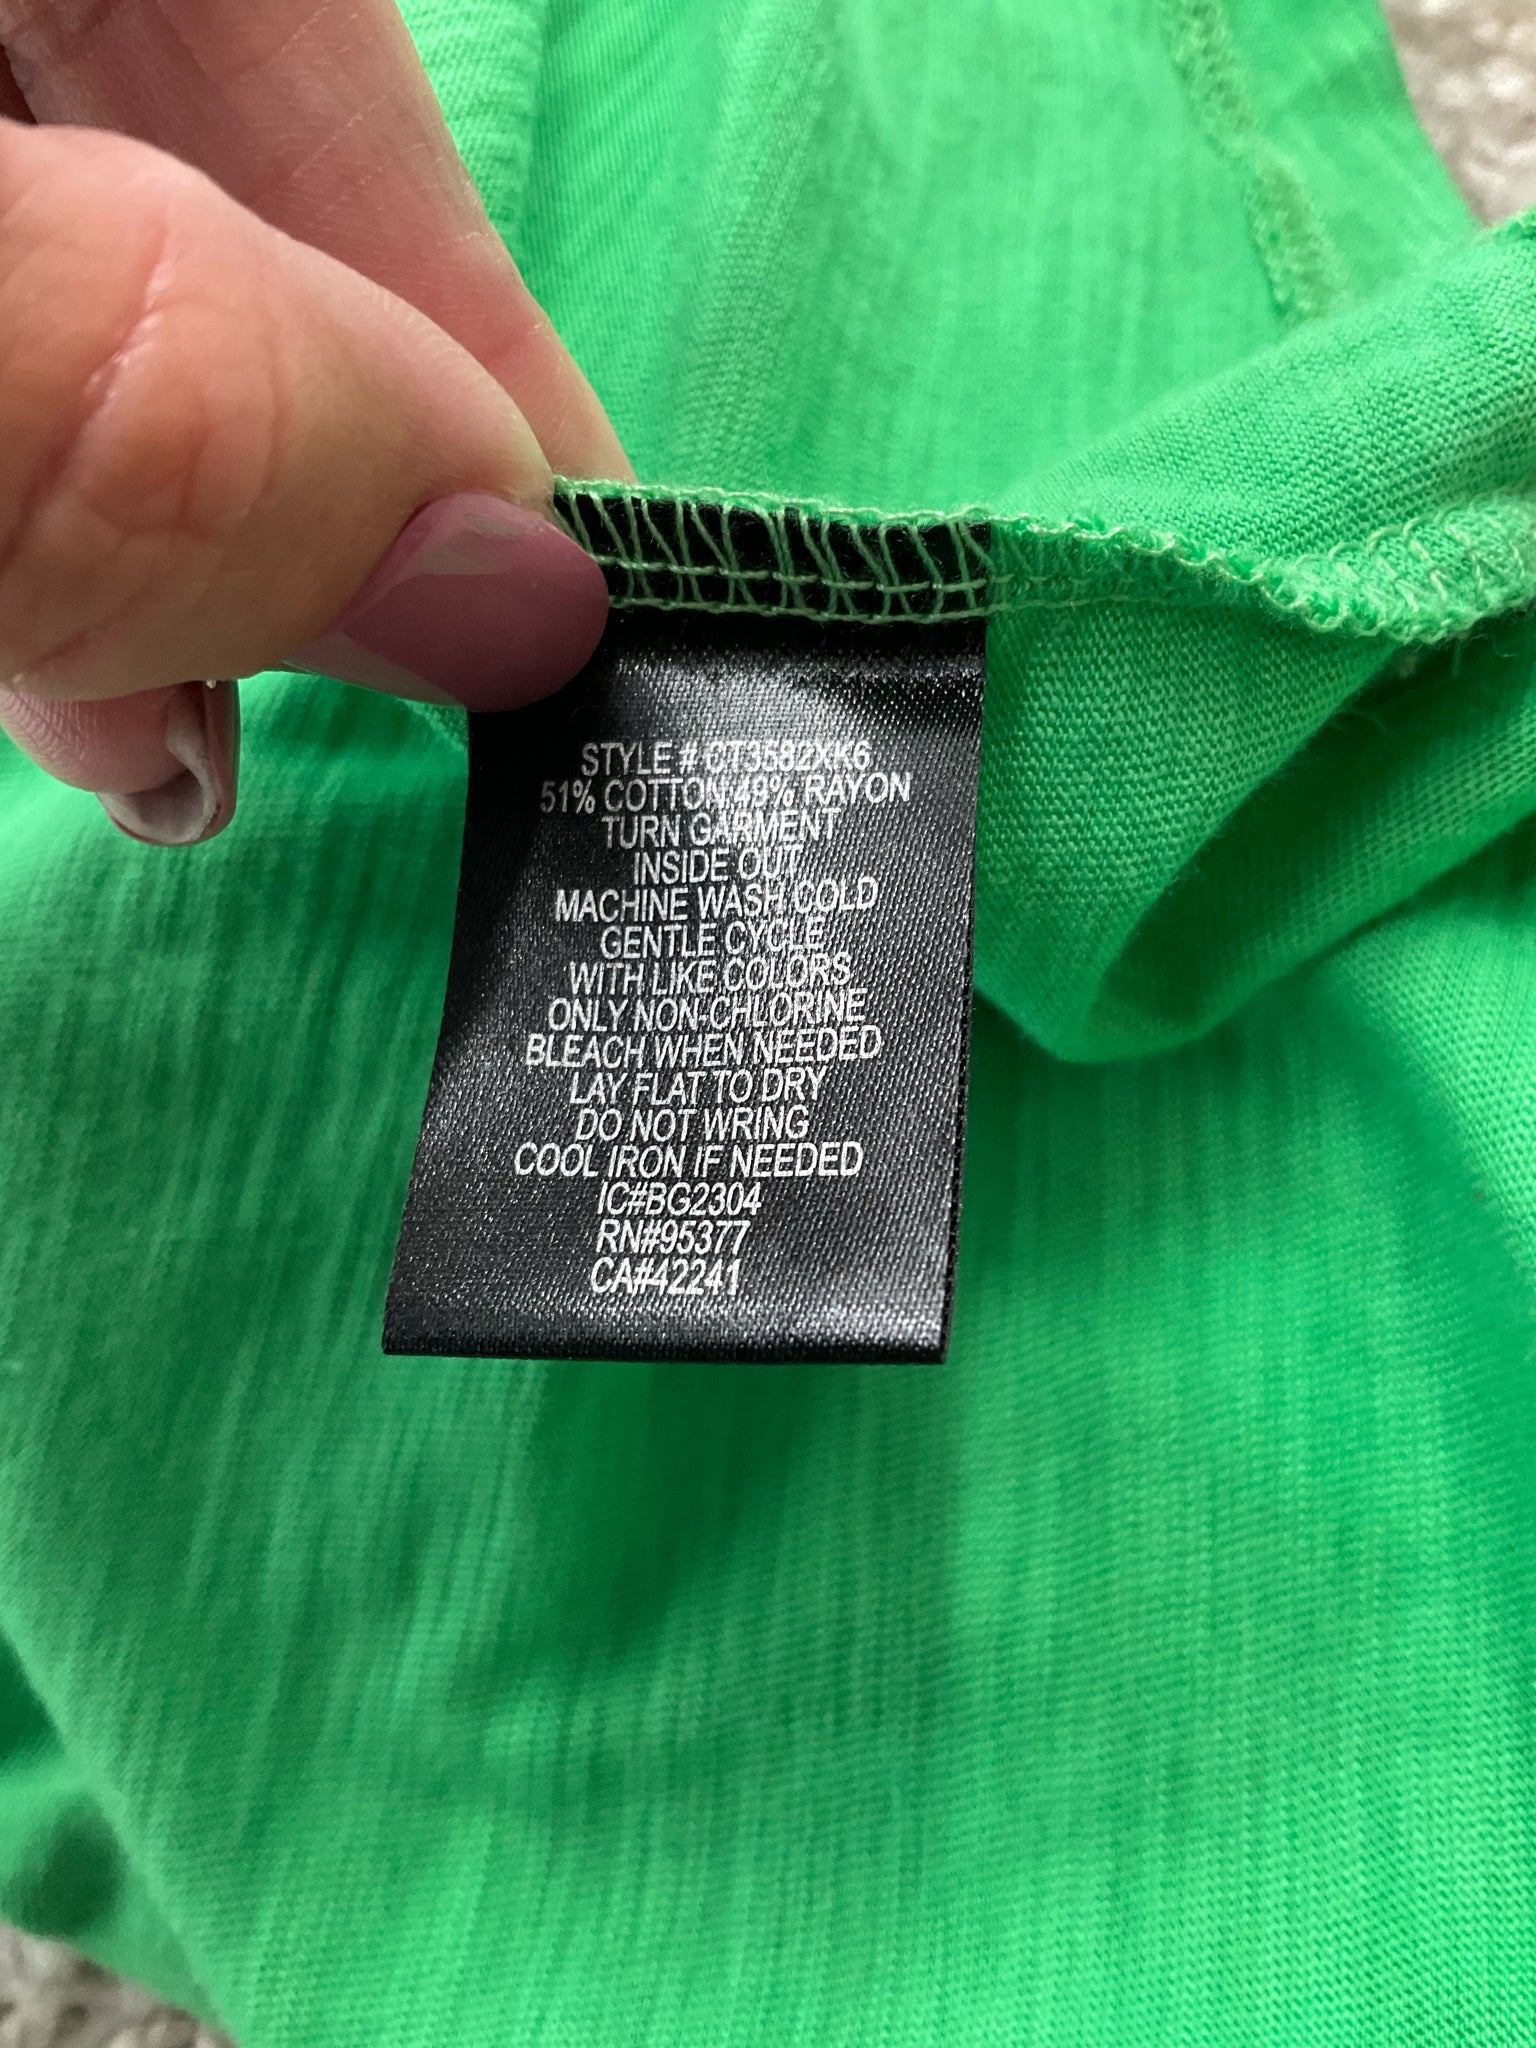 STYLE # CT3582XK6
51% COTTON,49% RAYON
TURN GARMENT
INSIDE OUT
MACHINE WASH COLD
GENTLE CYCLE
WITH LIKE COLORS
ONLY NON-CHLORINE
BLEACH WHEN NEEDED
LAY FLAT TO DRY
DO NOT WRING
COOL IRON IF NEEDED
IC#BG2304
RN#95377
CA#42241